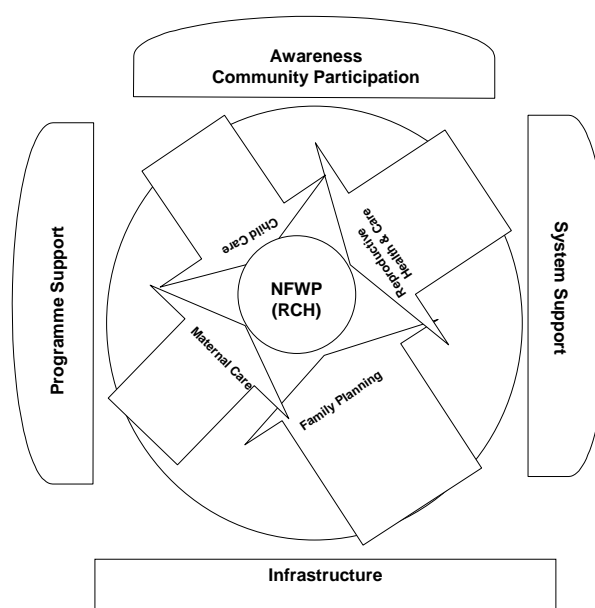 Awareness
Community Participation
Programme Support
System Support
Child Care
Reproductive
Health & Care
NFWP
(RCH)
Maternal Care
Family Planning
Infrastructure